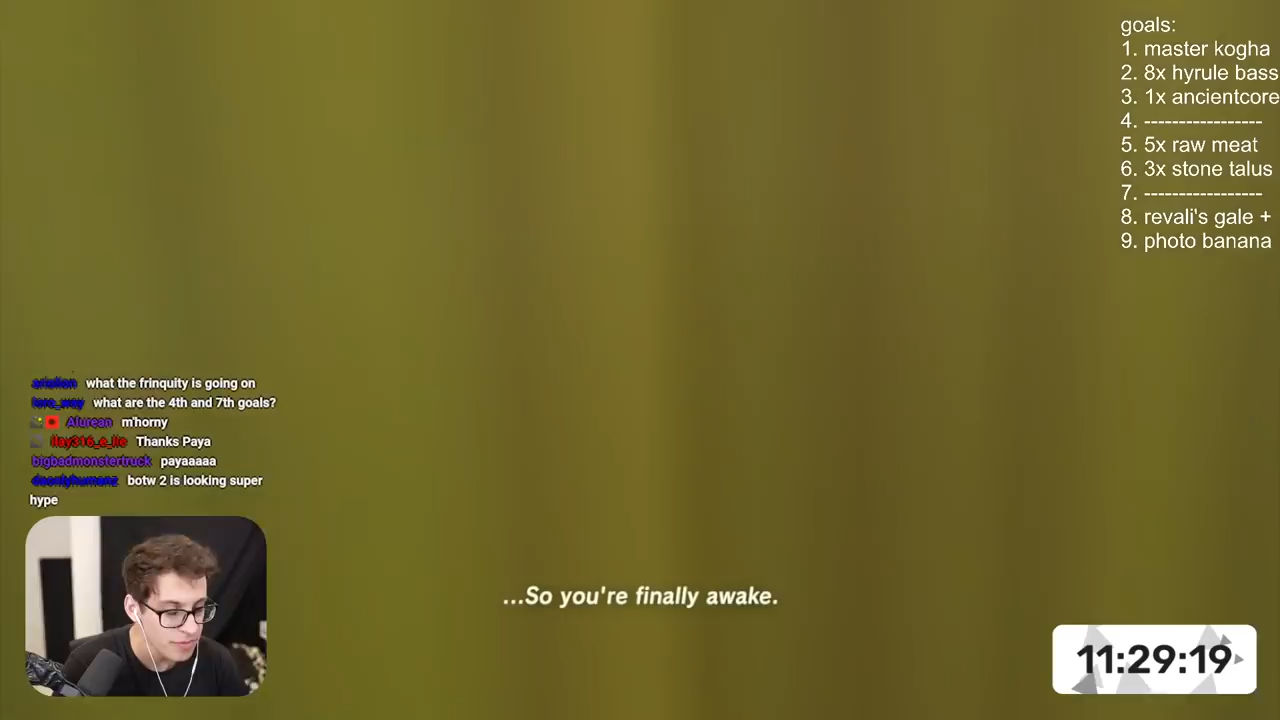 goals:
1. master kogha
2. 8x hyrule bass
3. 1x ancientcore
4. -----------------
5. 5x raw meat
6. 3x stone talus
7. -----------------
8. revali's gale +
9. photo banana
what the frinquity is going on
what are the 4th and 7th goals?
Alurean m'horny
Thanks Paya
bigbadmonstertruck payaaaaa
botw 2 is looking super
hype
...So you're finally awake.
11:29:19